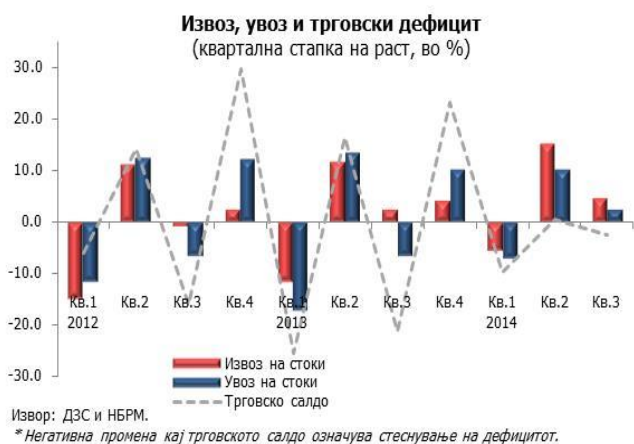 Извоз, увоз и трговски дефицит
(квартална стапка на раст, во %)
30.0
20.0
10.0
0.0
-10.0
-20.0
-30.0
Кв.1 Кв.2 Кв.3 Кв.4 Кв.1 Кв.2 Кв.3 Кв.4 Кв.1 Кв.2 Кв.3
2012 2013 2014
Извоз на стоки
Увоз на стоки
Трговско салдо
Извор: ДЗС и НБРМ.
* Негативна промена кај трговското салдо означува стеснување на дефицитот.